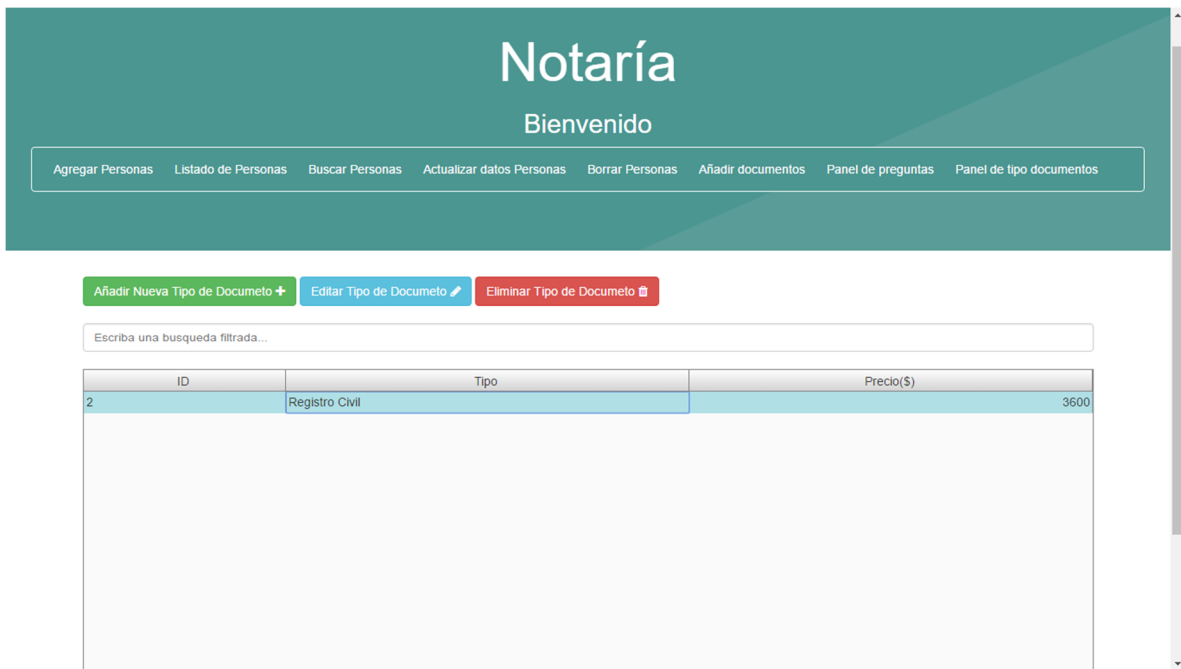 Notaría
Bienvenido
Agregar Personas Listado de Personas Buscar Personas Actualizar datos Personas Borrar Personas Añadir documentos Panel de preguntas Panel de tipo documentos
Añadir Nueva Tipo de Documeto Editar Tipo de Documeto Eliminar Tipo de Documeto
Escriba una busqueda filtrada...
ID Tipo Precio($)
2 Registro Civil 3600